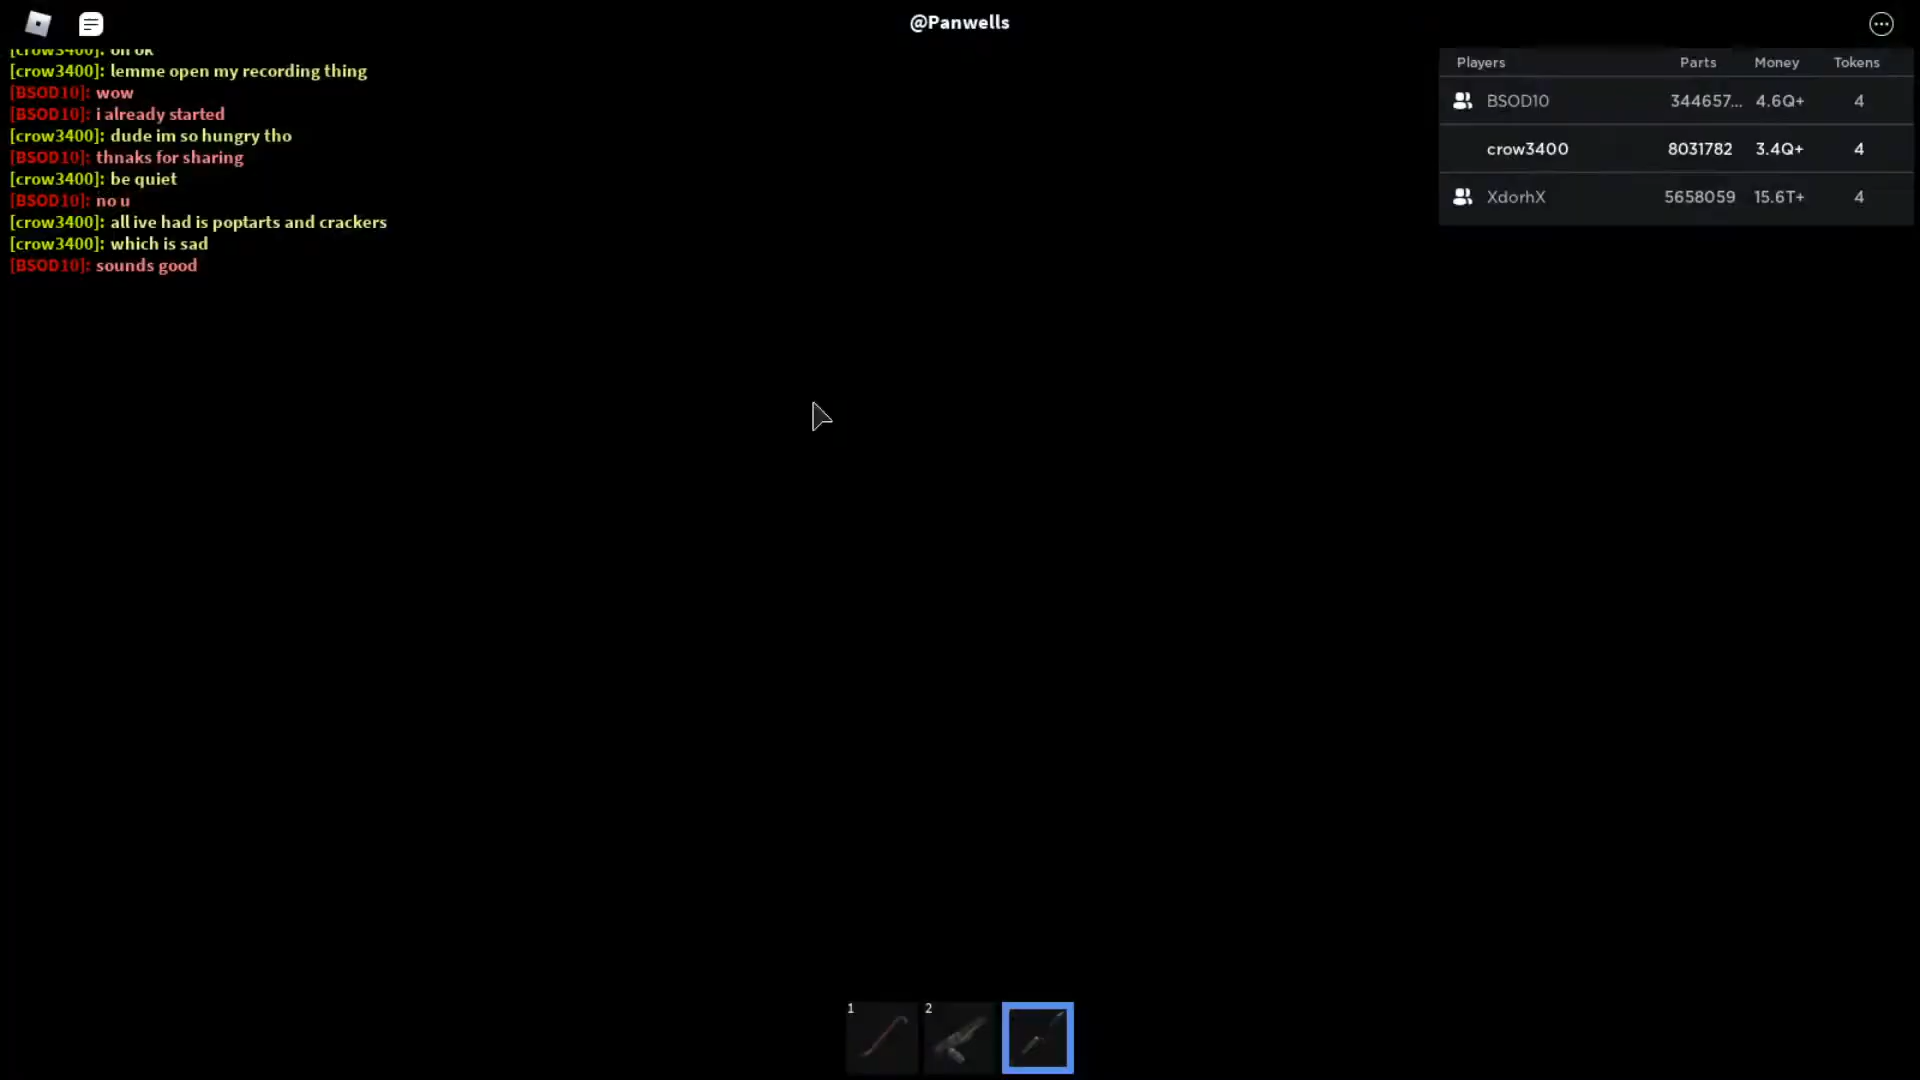 @Panwells
[crow3400]: oh ok
[crow3400]: lemme open my recording thing
[BSOD10]: wow
[BSOD10]: i already started
[crow3400]: dude im so hungry tho
[BSOD10]: thnaks for sharing
[crow3400]: be quiet
[BSOD10]: no u
[crow3400]: all ive had is poptarts and crackers
[crow3400]: which is sad
[BSOD10]: sounds good
Players Parts Money Tokens
BSOD10 344657... 4.6Q+ 4
crow3400 8031782 3.4Q+ 4
XdorhX 5658059 15.6T+ 4
1 2